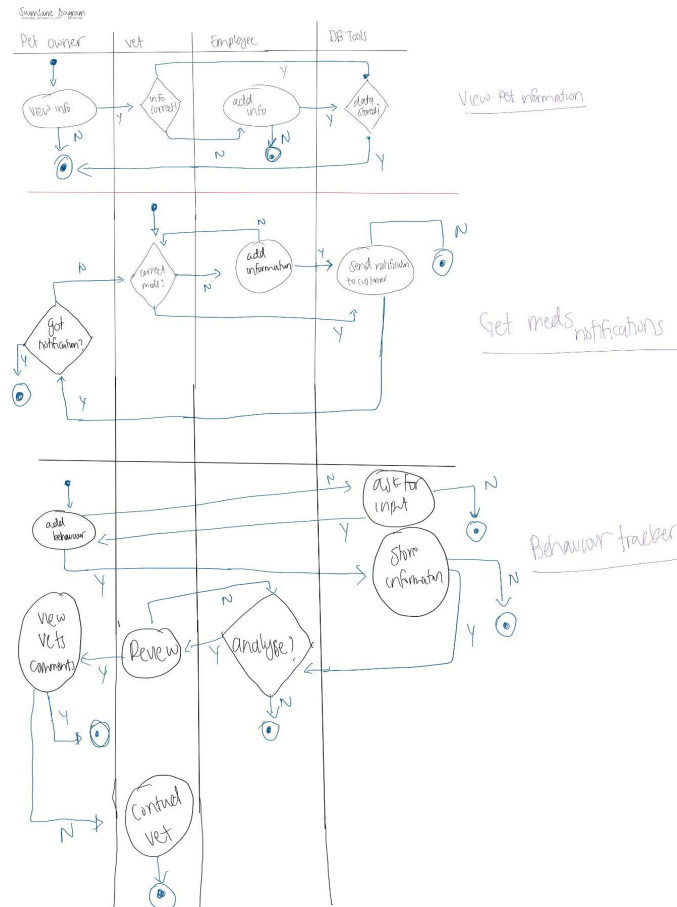 Swimlane Diagram
Pet owner
vet
Employee
DB Tools
view info
Y
info correct?
N
add
info
Y
data
stored?
Y
N
N
Y
View Pet information
N
correct
meds?
N
add
information
Y
send notification
to customer
N
N
Y
got
notification?
Y
Y
Get meds notifications
add
behaviour
N
ask for
input
N
Y
Y
Store
information
N
Y
Behaviour tracker
view
vets
comments
Y
Review
N
Y
analyse?
N
Y
N
vet